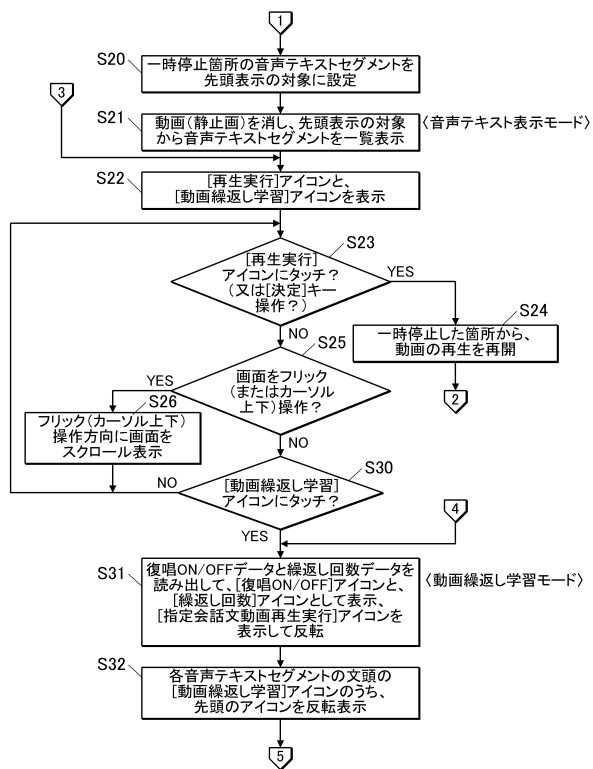 1
S20
一時停止箇所の音声テキストセグメントを
先頭表示の対象に設定
3
S21
動画(静止画)を消し、先頭表示の対象
から音声テキストセグメントを一覧表示
〈音声テキスト表示モード〉
S22
[再生実行]アイコンと、
[動画繰返し学習]アイコンを表示
S23
[再生実行]
アイコンにタッチ?
(又は[決定]キー
操作?)
YES
S24
一時停止した箇所から、
動画の再生を再開
2
NO
S25
画面をフリック
(またはカーソル
上下)操作?
YES
S26
フリック(カーソル上下)
操作方向に画面を
スクロール表示
NO
S30
[動画繰返し学習]
アイコンにタッチ?
NO
YES
4
S31
復唱ON/OFFデータと繰返し回数データを
読み出して、[復唱ON/OFF]アイコンと、
[繰返し回数]アイコンとして表示、
[指定会話文動画再生実行]アイコンを
表示して反転
〈動画繰返し学習モード〉
S32
各音声テキストセグメントの文頭の
[動画繰返し学習]アイコンのうち、
先頭のアイコンを反転表示
5